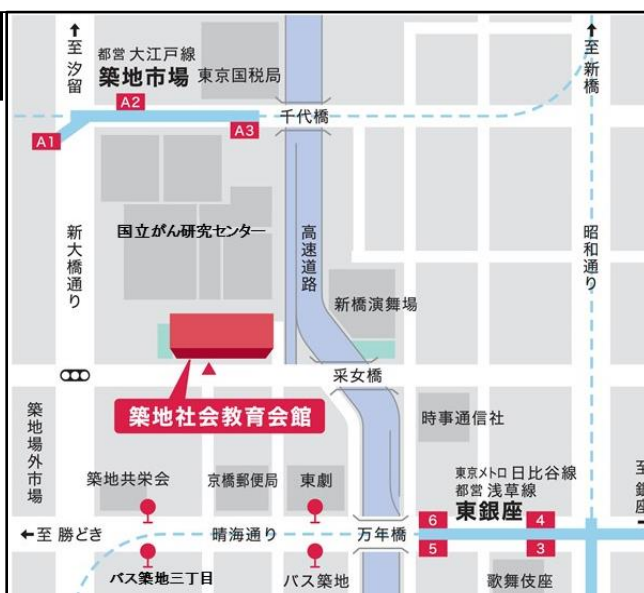 ↑至 汐留
都営 大江戸線
築地市場
東京国税局
↑至 新橋
A2
A1
A3
千代橋
新大橋通り
国立がん研究センター
高速道路
昭和通り
新橋演舞場
采女橋
築地社会教育会館
築地場外市場
時事通信社
築地共栄会
京橋郵便局
東劇
東京メトロ 日比谷線
都営 浅草線
東銀座
至 銀座
←至 勝どき
晴海通り
万年橋
6
4
5
3
バス築地三丁目
バス築地
歌舞伎座